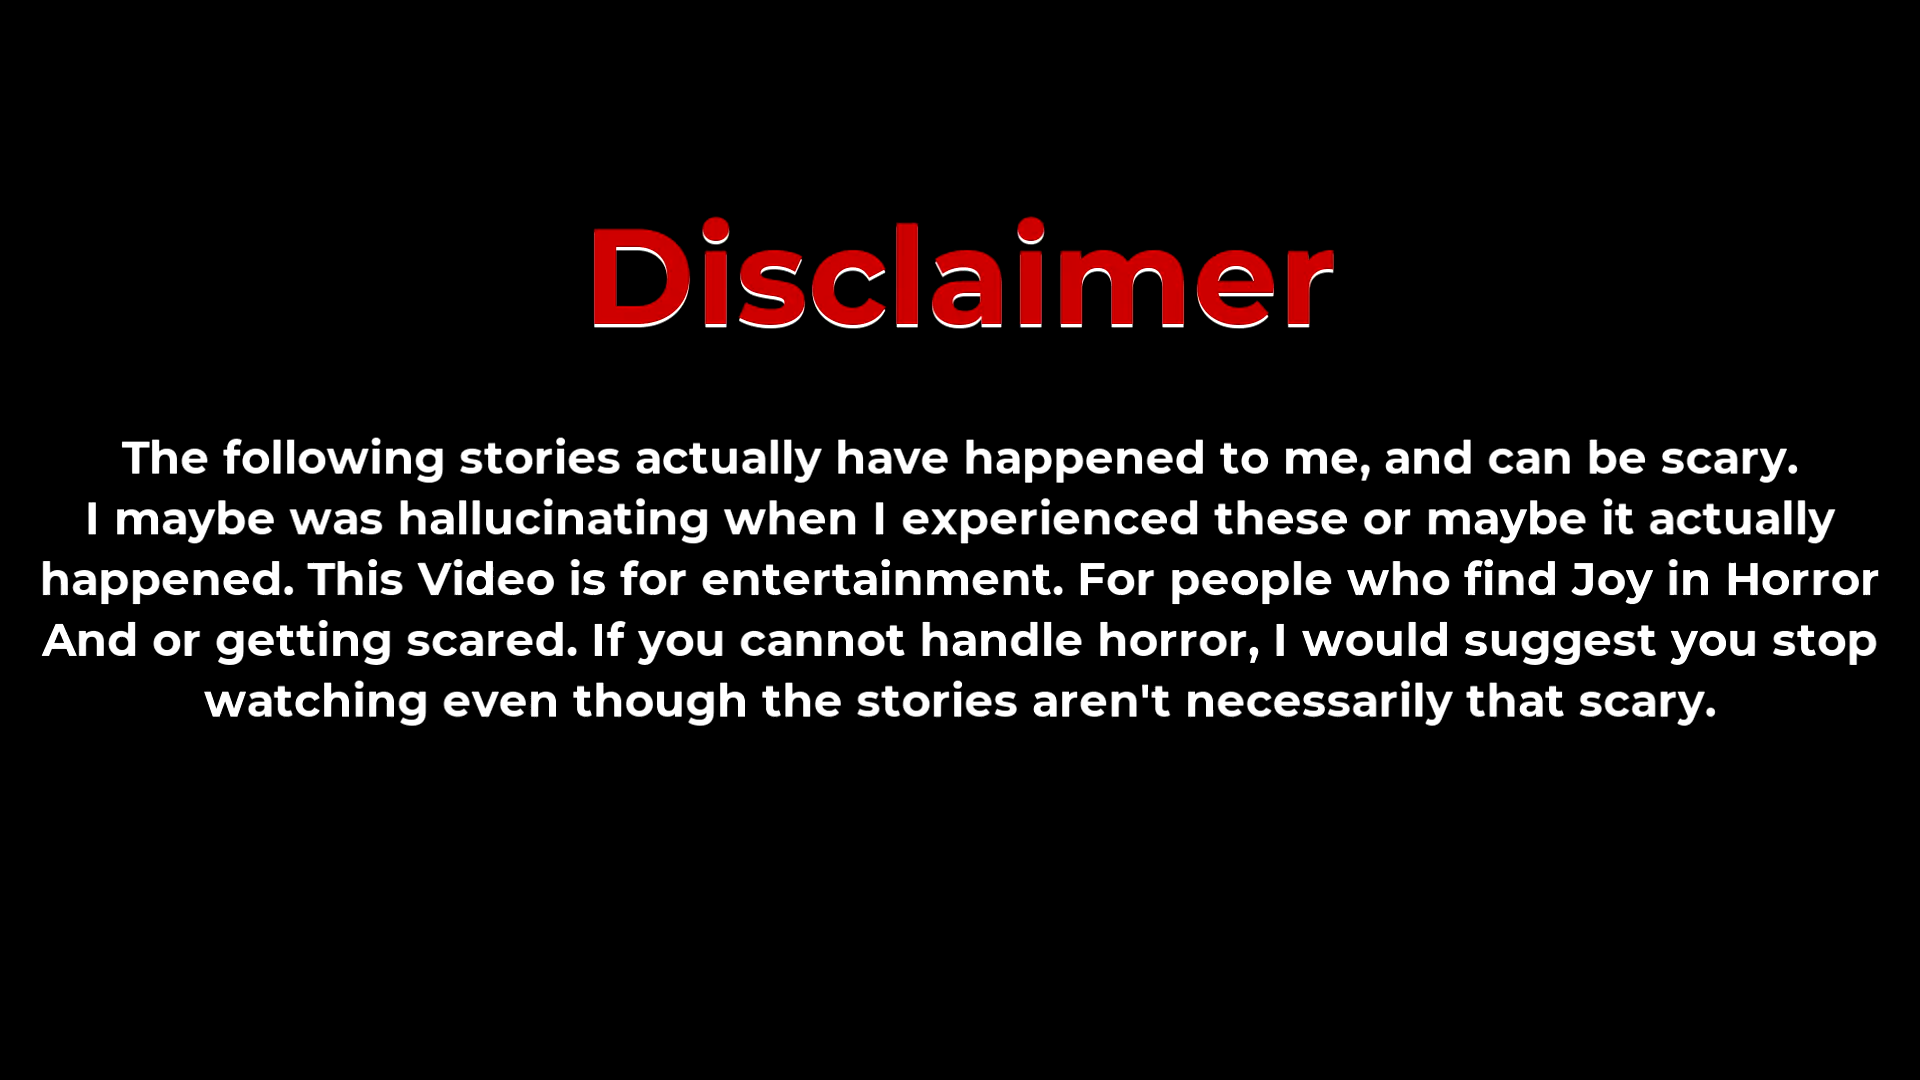 Disclaimer
The following stories actually have happened to me, and can be scary.
I maybe was hallucinating when I experienced these or maybe it actually
happened. This Video is for entertainment. For people who find Joy in Horror
And or getting scared. If you cannot handle horror, I would suggest you stop
watching even though the stories aren't necessarily that scary.